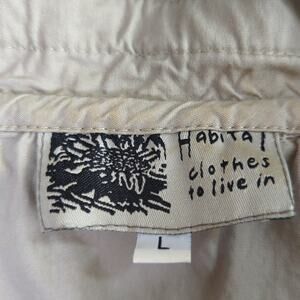 Habitat
clothes
to live in
L